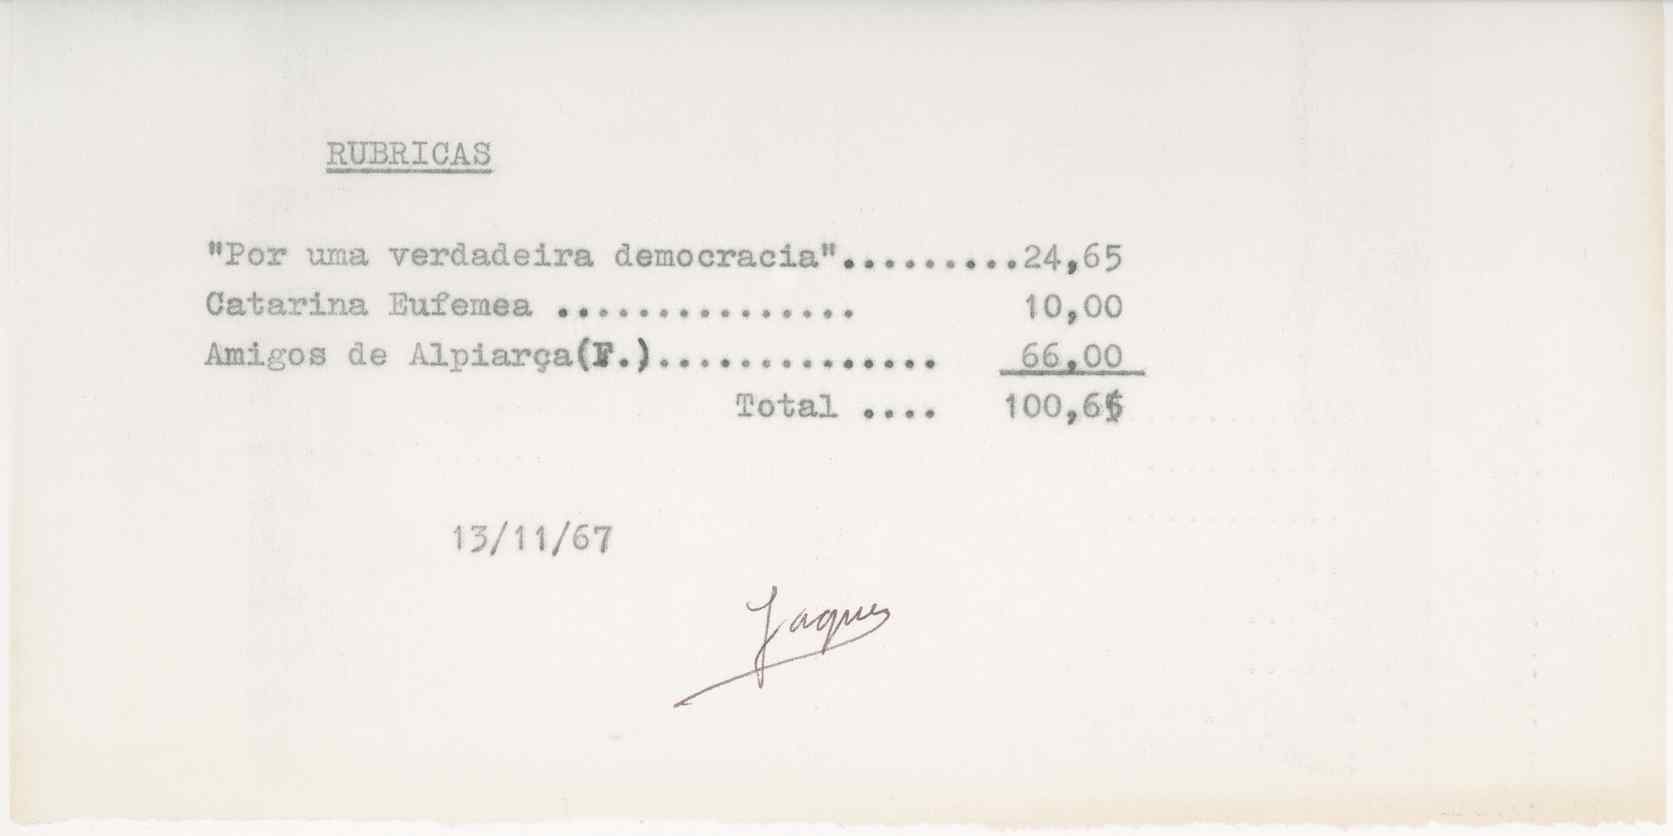 RUBRICAS
"Por uma verdadeira democracia".........24,65
Catarina Eufemea ............... 10,00
Amigos de Alpiarça(F.).............. 66,00
Total .... 100,65
13/11/67
Jaques